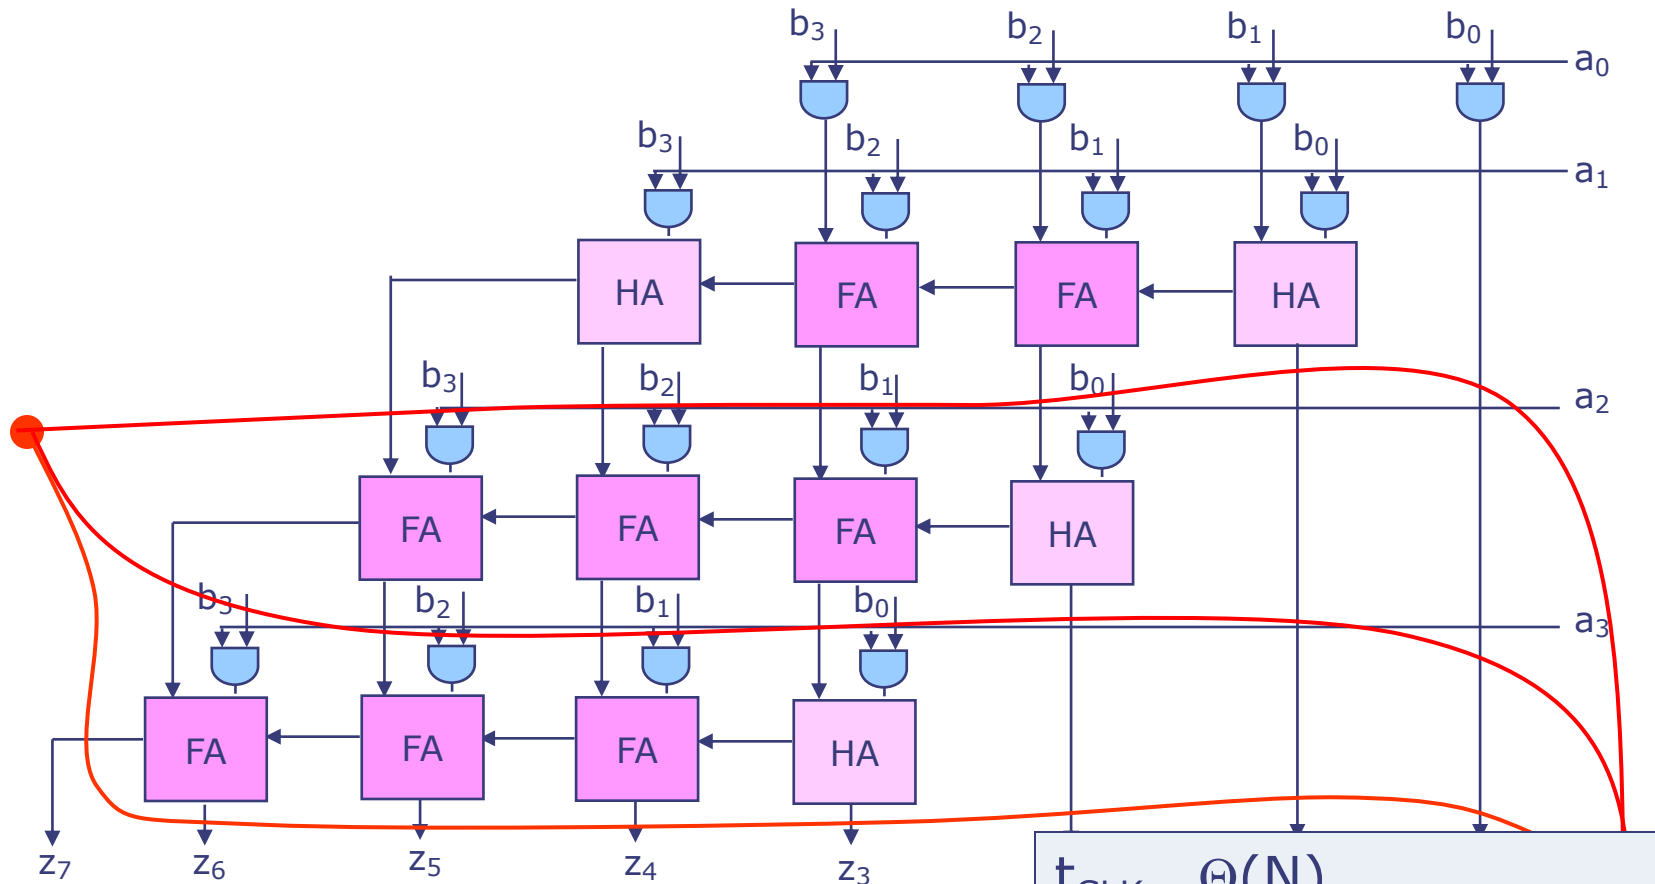 b₃ b₂ b₁ b₀
a₀
b₃ b₂ b₁ b₀
a₁
HA FA FA HA
b₃ b₂ b₁ b₀
a₂
FA FA FA HA
b₃ b₂ b₁ b₀
a₃
FA FA FA HA
z₇ z₆ z₅ z₄ z₃
Θ(N)